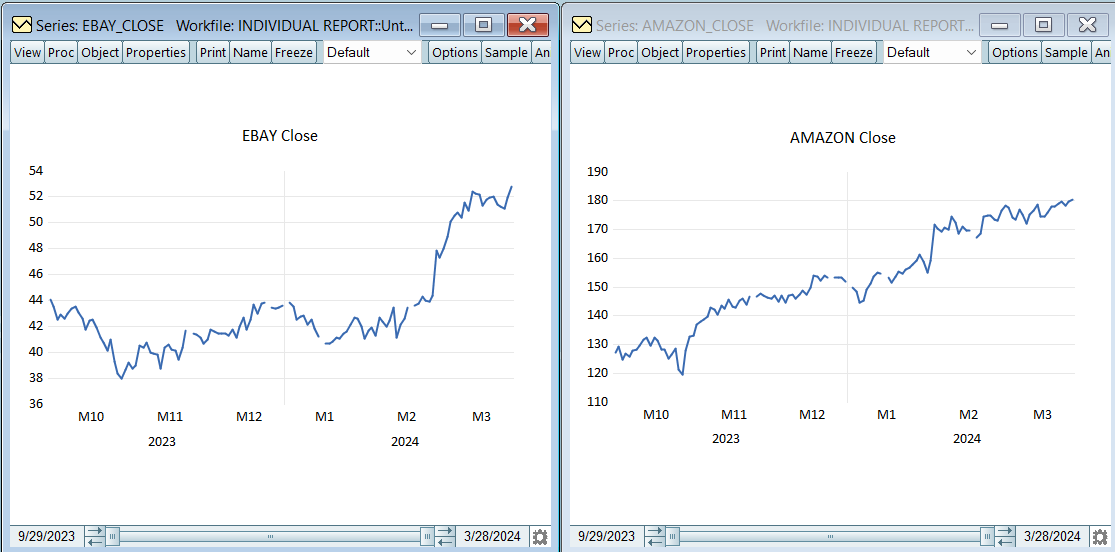 Series: EBAY_CLOSE Workfile: INDIVIDUAL REPORT::Unt...
View Proc Object Properties Print Name Freeze Default Options Sample
EBAY Close
54
52
50
48
46
44
42
40
38
36
M10 M11 M12 M1 M2 M3
2023 2024
9/29/2023 3/28/2024
Series: AMAZON_CLOSE Workfile: INDIVIDUAL REPORT...
View Proc Object Properties Print Name Freeze Default Options Sample
AMAZON Close
190
180
170
160
150
140
130
120
110
M10 M11 M12 M1 M2 M3
2023 2024
9/29/2023 3/28/2024